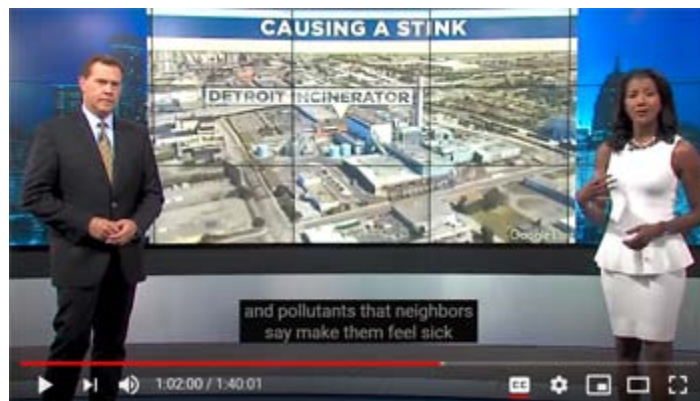 CAUSING A STINK
DETROIT INCINERATOR
Google
and pollutants that neighbors
say make them feel sick
1:02:00 / 1:40:01
CC